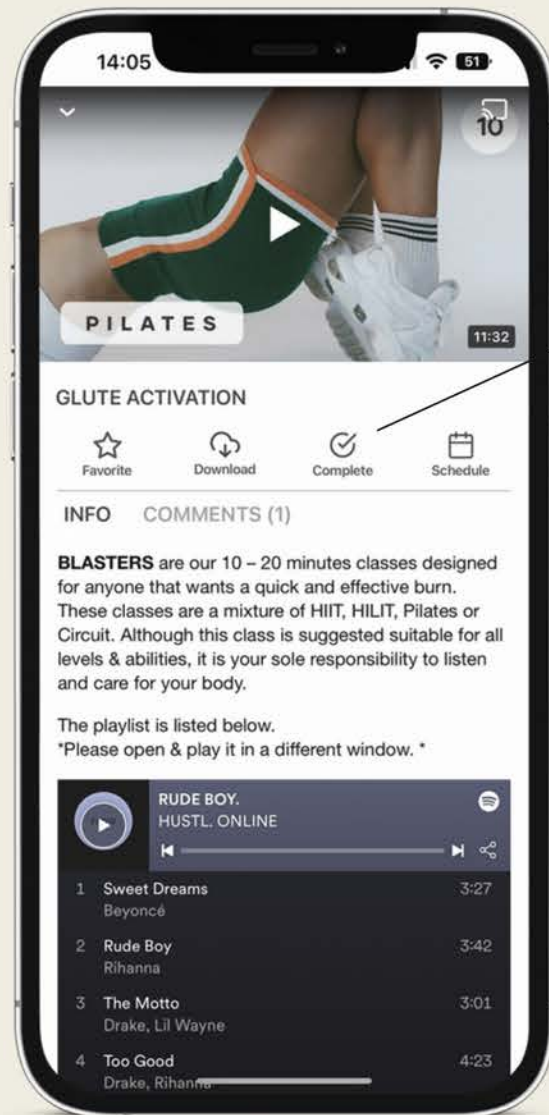 14:05
51
10
PILATES
11:32
GLUTE ACTIVATION
Favorite
Download
Complete
Schedule
INFO COMMENTS (1)
BLASTERS are our 10 – 20 minutes classes designed
for anyone that wants a quick and effective burn.
These classes are a mixture of HIIT, HILIT, Pilates or
Circuit. Although this class is suggested suitable for all
levels & abilities, it is your sole responsibility to listen
and care for your body.
The playlist is listed below.
*Please open & play it in a different window. *
RUDE BOY.
HUSTL. ONLINE
1 Sweet Dreams 3:27
Beyoncé
2 Rude Boy 3:42
Rihanna
3 The Motto 3:01
Drake, Lil Wayne
4 Too Good 4:23
Drake, Rihanna